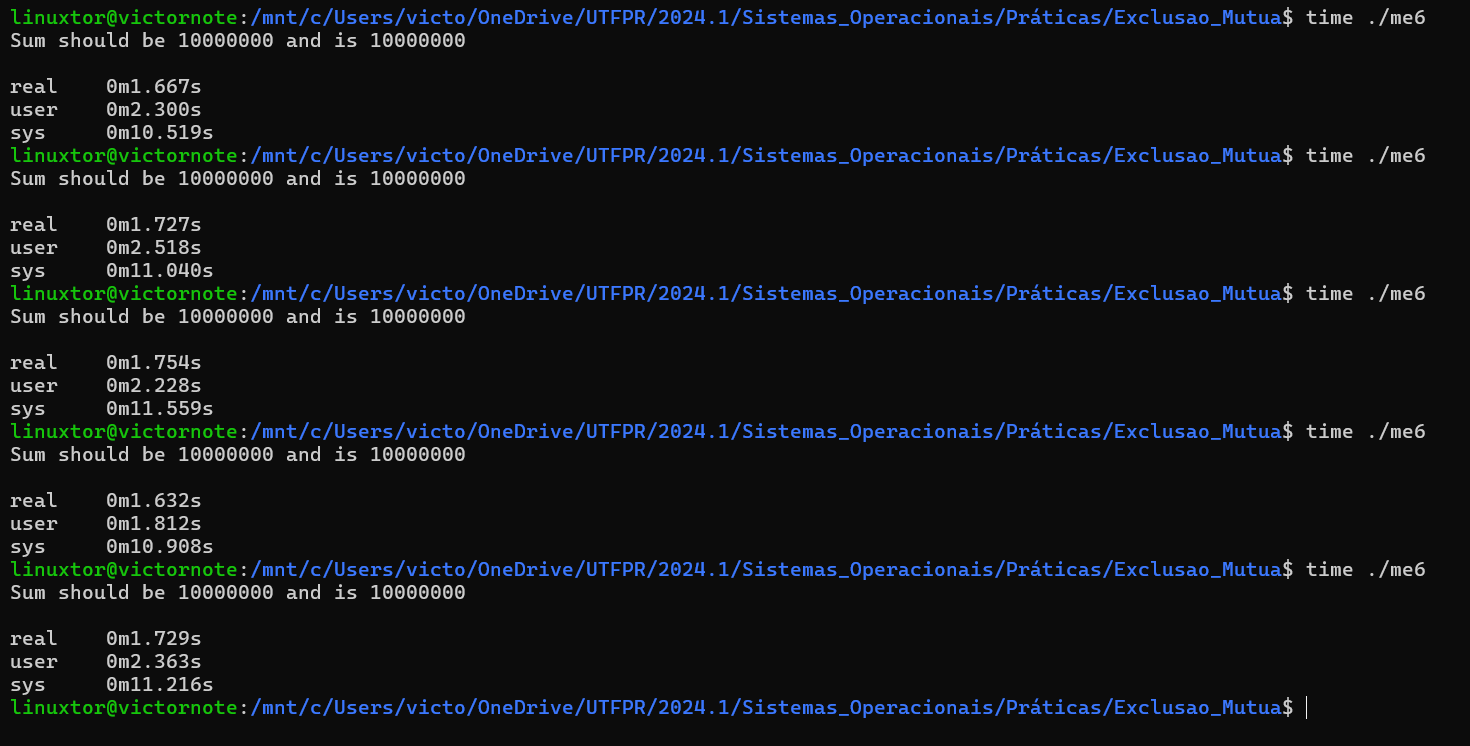 linuxtor@victornote:/mnt/c/Users/victo/OneDrive/UTFPR/2024.1/Sistemas_Operacionais/Práticas/Exclusao_Mutua$ time ./me6
Sum should be 10000000 and is 10000000

real    0m1.667s
user    0m2.300s
sys     0m10.519s
linuxtor@victornote:/mnt/c/Users/victo/OneDrive/UTFPR/2024.1/Sistemas_Operacionais/Práticas/Exclusao_Mutua$ time ./me6
Sum should be 10000000 and is 10000000

real    0m1.727s
user    0m2.518s
sys     0m11.040s
linuxtor@victornote:/mnt/c/Users/victo/OneDrive/UTFPR/2024.1/Sistemas_Operacionais/Práticas/Exclusao_Mutua$ time ./me6
Sum should be 10000000 and is 10000000

real    0m1.754s
user    0m2.228s
sys     0m11.559s
linuxtor@victornote:/mnt/c/Users/victo/OneDrive/UTFPR/2024.1/Sistemas_Operacionais/Práticas/Exclusao_Mutua$ time ./me6
Sum should be 10000000 and is 10000000

real    0m1.632s
user    0m1.812s
sys     0m10.908s
linuxtor@victornote:/mnt/c/Users/victo/OneDrive/UTFPR/2024.1/Sistemas_Operacionais/Práticas/Exclusao_Mutua$ time ./me6
Sum should be 10000000 and is 10000000

real    0m1.729s
user    0m2.363s
sys     0m11.216s
linuxtor@victornote:/mnt/c/Users/victo/OneDrive/UTFPR/2024.1/Sistemas_Operacionais/Práticas/Exclusao_Mutua$